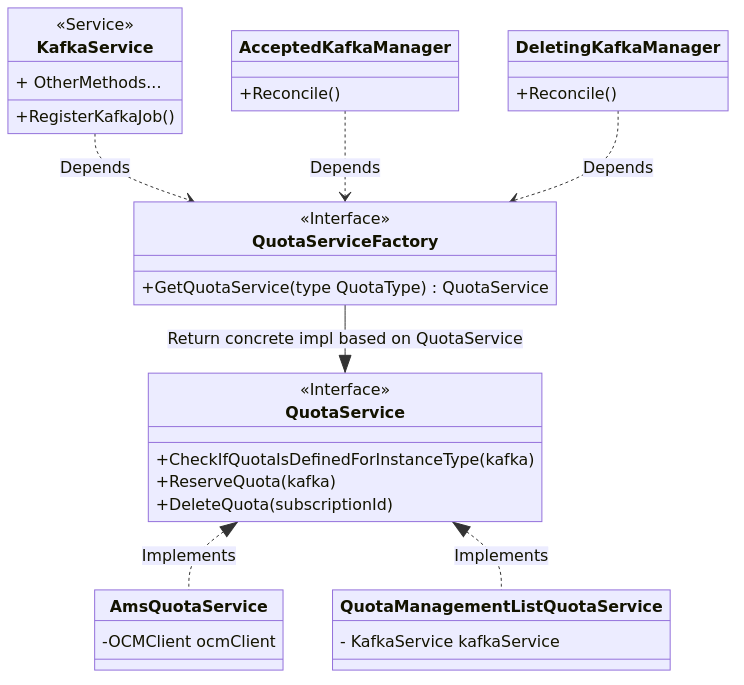 «Service»
KafkaService
+ OtherMethods...
+RegisterKafkaJob()
AcceptedKafkaManager
+Reconcile()
DeletingKafkaManager
+Reconcile()
Depends
Depends
Depends
«Interface»
QuotaServiceFactory
+GetQuotaService(type QuotaType) : QuotaService
Return concrete impl based on QuotaService
«Interface»
QuotaService
+CheckIfQuotaIsDefinedForInstanceType(kafka)
+ReserveQuota(kafka)
+DeleteQuota(subscriptionId)
Implements
Implements
AmsQuotaService
-OCMClient ocmClient
QuotaManagementListQuotaService
- KafkaService kafkaService